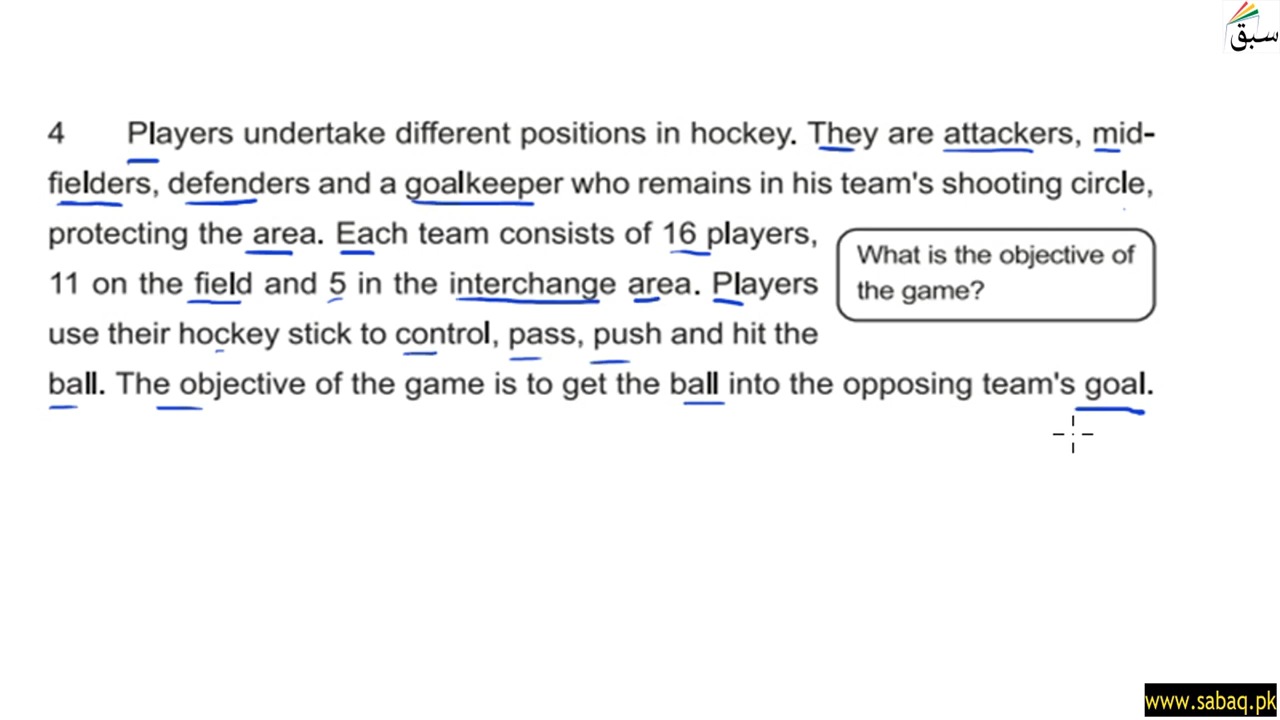 سبق
4 Players undertake different positions in hockey. They are attackers, mid-
fielders, defenders and a goalkeeper who remains in his team's shooting circle,
protecting the area. Each team consists of 16 players,
11 on the field and 5 in the interchange area. Players
use their hockey stick to control, pass, push and hit the
ball. The objective of the game is to get the ball into the opposing team's goal.
What is the objective of
the game?
www.sabaq.pk